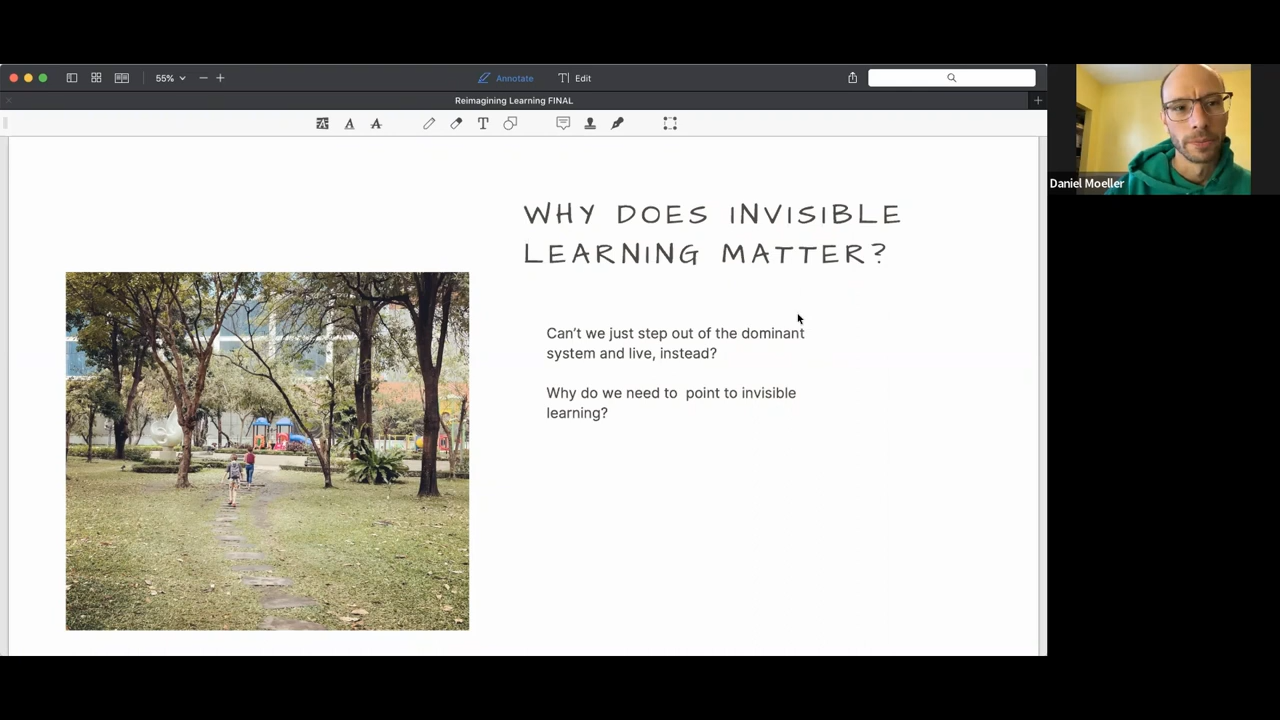 55%
Annotate
Edit
Reimagining Learning FINAL
WHY DOES INVISIBLE
LEARNING MATTER?
Can't we just step out of the dominant
system and live, instead?
Why do we need to  point to invisible
learning?
Daniel Moeller